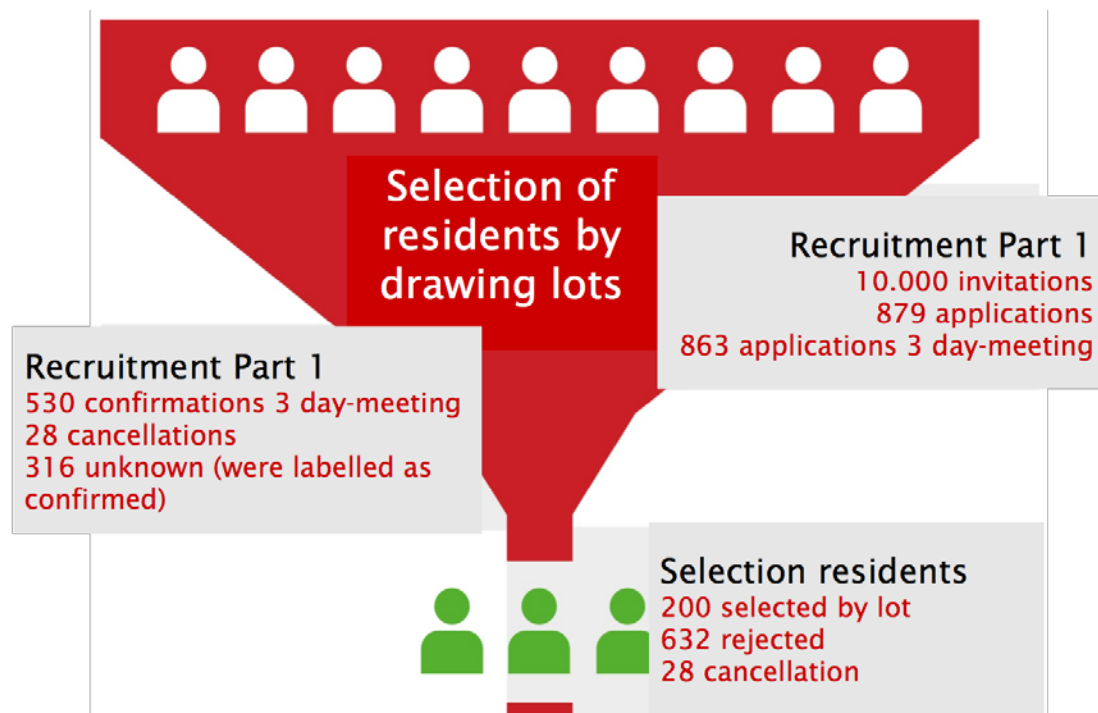 Selection of
residents by
drawing lots
Recruitment Part 1
10.000 invitations
879 applications
863 applications 3 day-meeting
Recruitment Part 1
530 confirmations 3 day-meeting
28 cancellations
316 unknown (were labelled as
confirmed)
Selection residents
200 selected by lot
632 rejected
28 cancellation